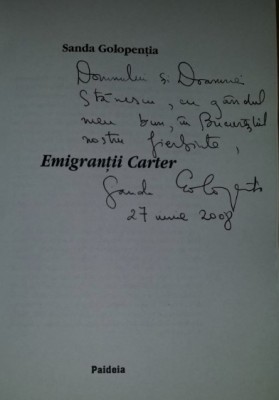 Sanda Golopenția
Domnului și Doamnei
Stănescu, cu gândul
meu bun, în Bucureștiul
nostru fierbinte,
Emigranții Carter
Sanda Golopenția
27 iunie 2008
Paideia